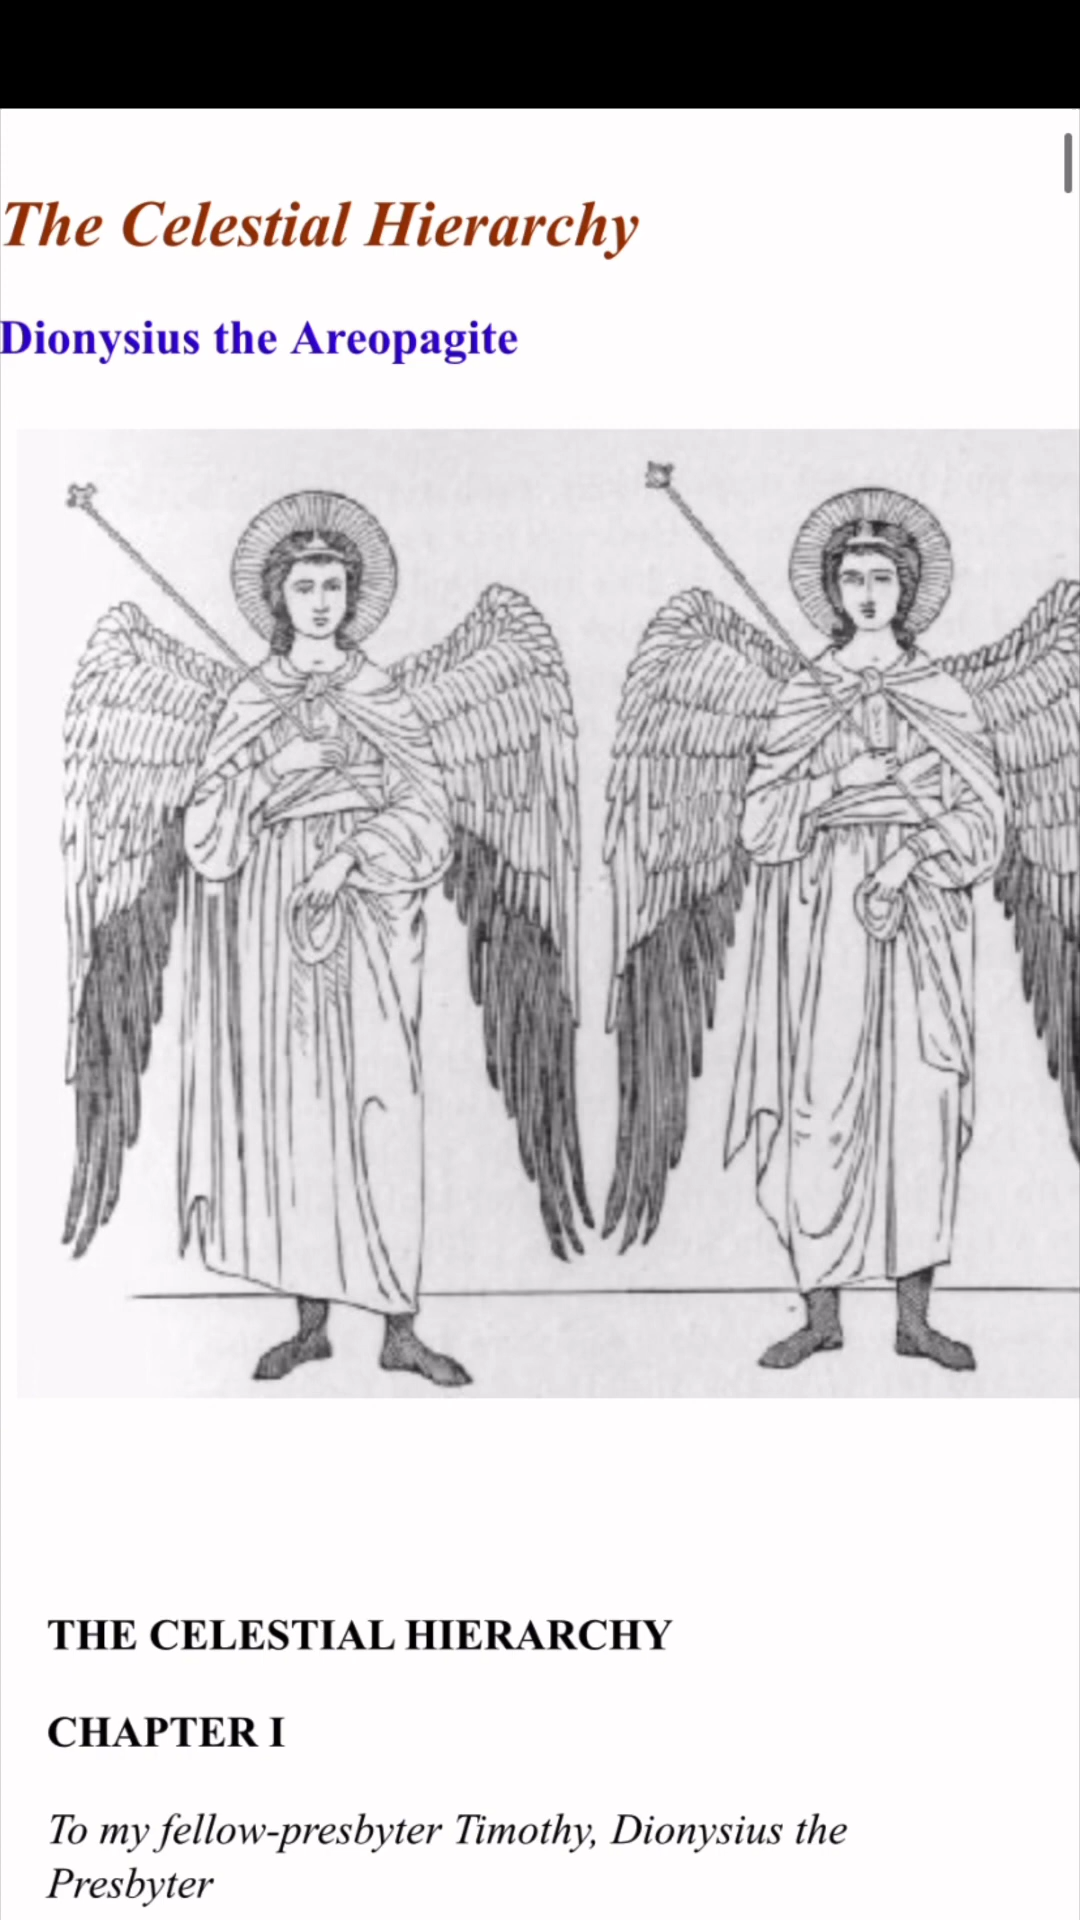 The Celestial Hierarchy
Dionysius the Areopagite
THE CELESTIAL HIERARCHY
CHAPTER I
To my fellow-presbyter Timothy, Dionysius the
Presbyter